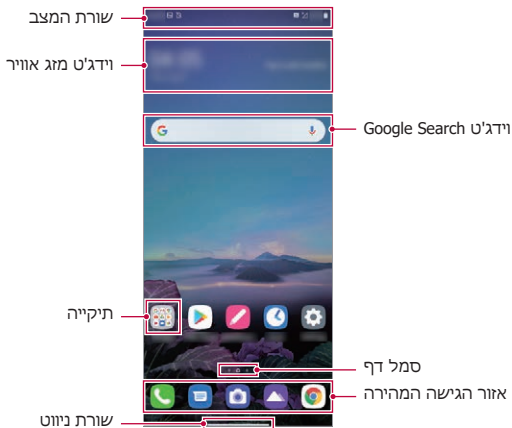 שורת המצב
וידג'ט מזג אוויר
וידג'ט Google Search
תיקייה
סמל דף
אזור הגישה המהירה
שורת ניווט